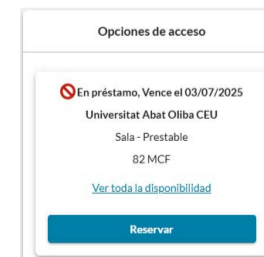 Opciones de acceso
En préstamo, Vence el 03/07/2025
Universitat Abat Oliba CEU
Sala - Prestable
82 MCF
Ver toda la disponibilidad
Reservar